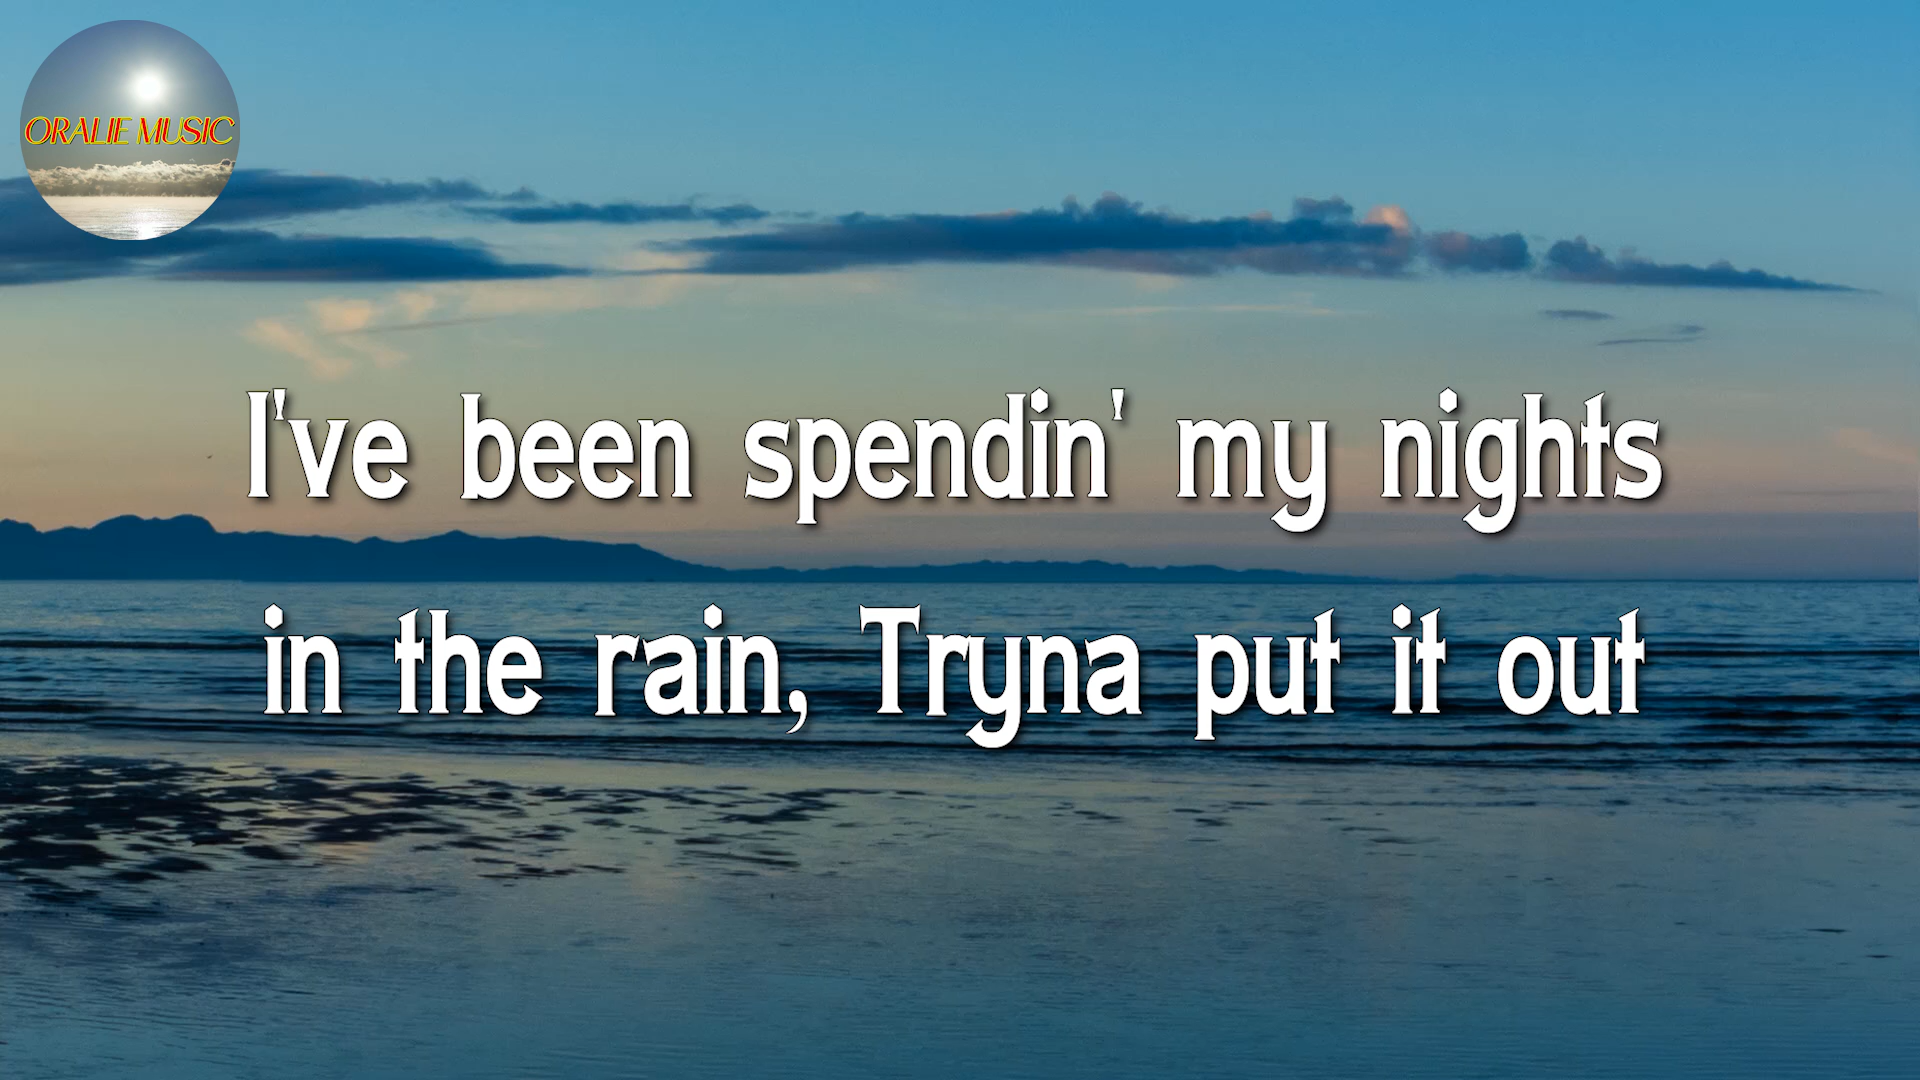 ORALIE MUSIC
I've been spendin' my nights
in the rain, Tryna put it out